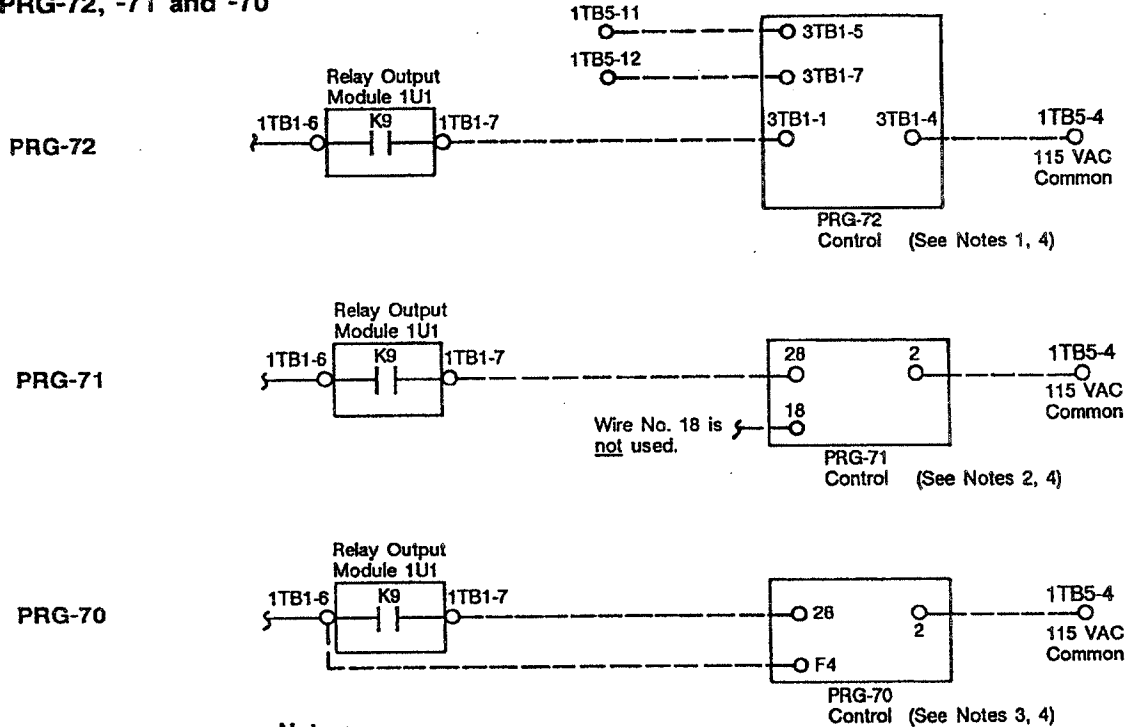 PRG-72, -71 and -70
1TB5-11
3TB1-5
1TB5-12
3TB1-7
Relay Output
Module 1U1
PRG-72
1TB1-6
K9
1TB1-7
3TB1-1
3TB1-4
1TB5-4
115 VAC
Common
PRG-72
Control (See Notes 1, 4)
Relay Output
Module 1U1
PRG-71
1TB1-6
K9
1TB1-7
28
2
1TB5-4
115 VAC
Common
18
Wire No. 18 is
not used.
PRG-71
Control (See Notes 2, 4)
Relay Output
Module 1U1
PRG-70
1TB1-6
K9
1TB1-7
28
2
1TB5-4
115 VAC
Common
F4
PRG-70
Control (See Notes 3, 4)